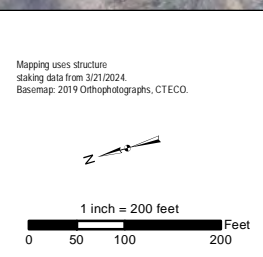 Mapping uses structure
staking data from 3/21/2024.
Basemap: 2019 Orthophotographs, CTECO.
N
1 inch = 200 feet
Feet
0 50 100 200